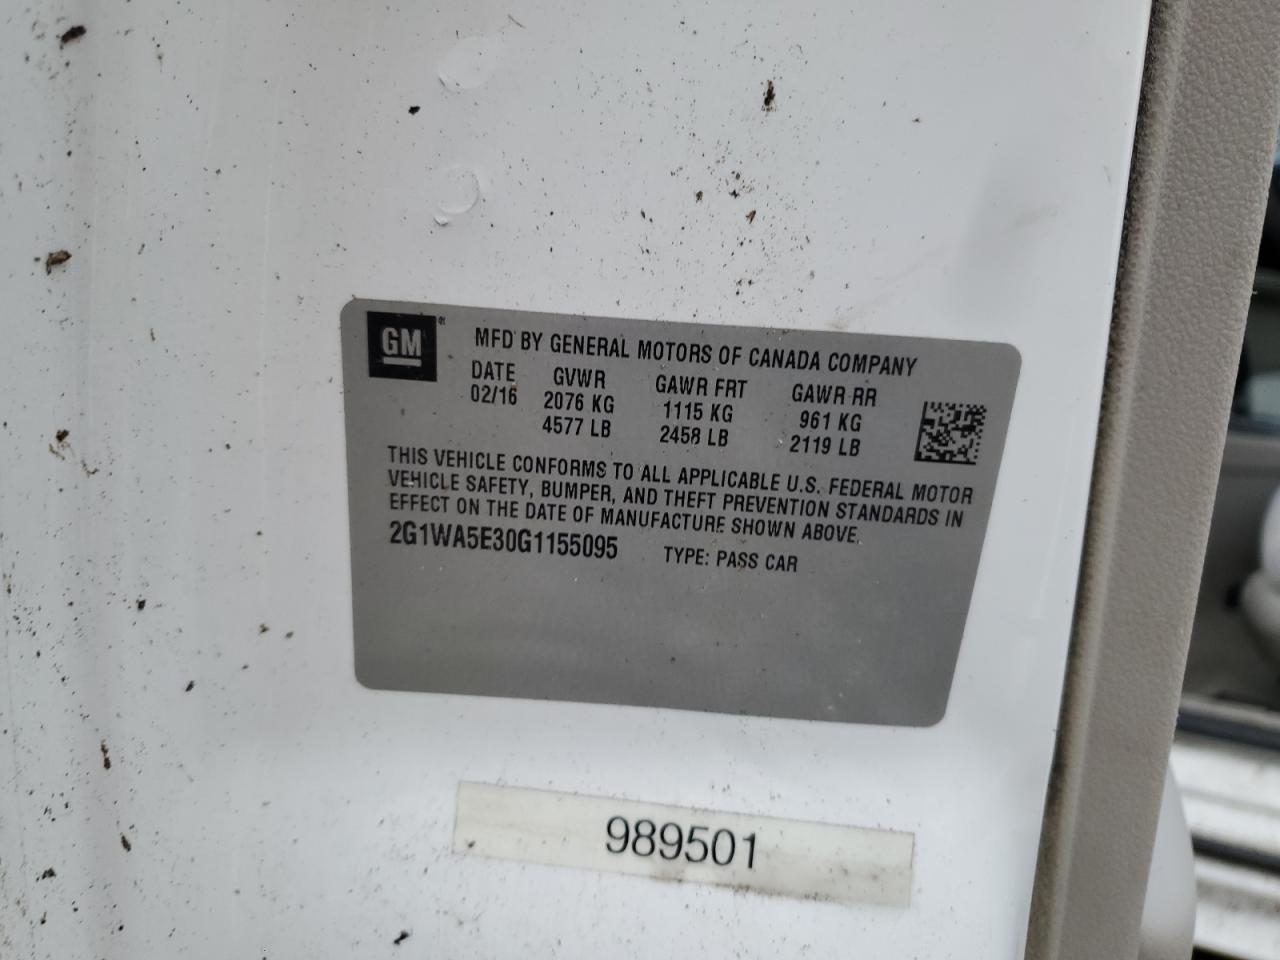 GM®
MFD BY GENERAL MOTORS OF CANADA COMPANY
DATE GVWR GAWR FRT GAWR RR
02/16 2076 KG 1115 KG 961 KG
4577 LB 2458 LB 2119 LB
THIS VEHICLE CONFORMS TO ALL APPLICABLE U.S. FEDERAL MOTOR
VEHICLE SAFETY, BUMPER, AND THEFT PREVENTION STANDARDS IN
EFFECT ON THE DATE OF MANUFACTURE SHOWN ABOVE.
2G1WA5E30G1155095 TYPE: PASS CAR
989501